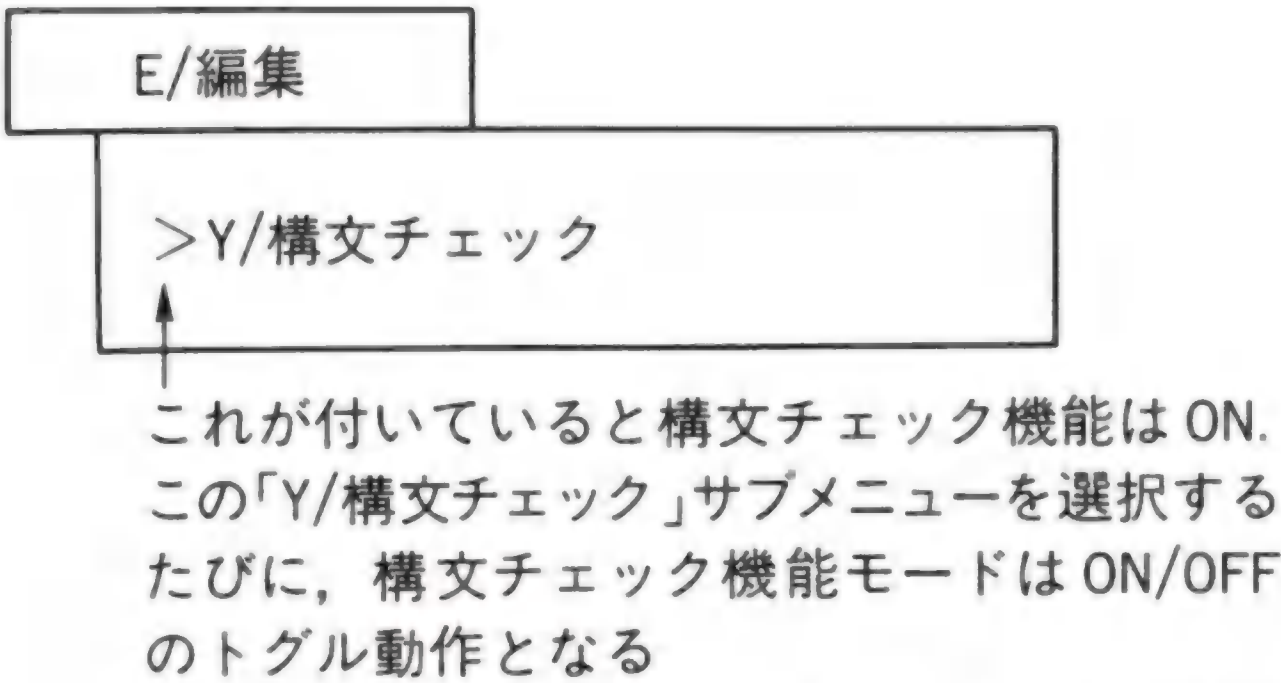 E/編集
>Y/構文チェック
これが付いていると構文チェック機能は ON.
この「Y/構文チェック」サブメニューを選択する
たびに, 構文チェック機能モードは ON/OFF
のトグル動作となる